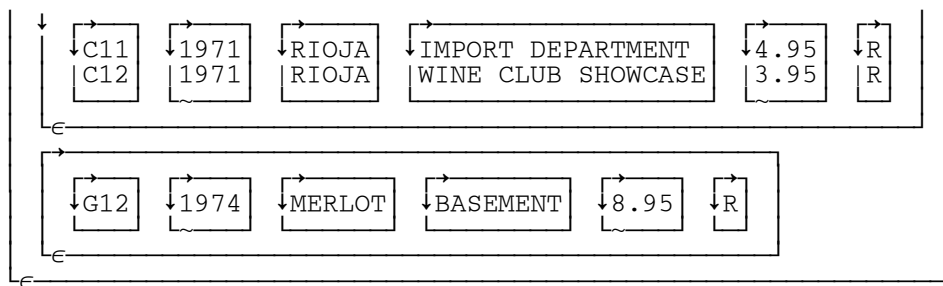 C11 1971 RIOJA IMPORT DEPARTMENT 4.95 R
C12 1971 RIOJA WINE CLUB SHOWCASE 3.95 R
G12 1974 MERLOT BASEMENT 8.95 R